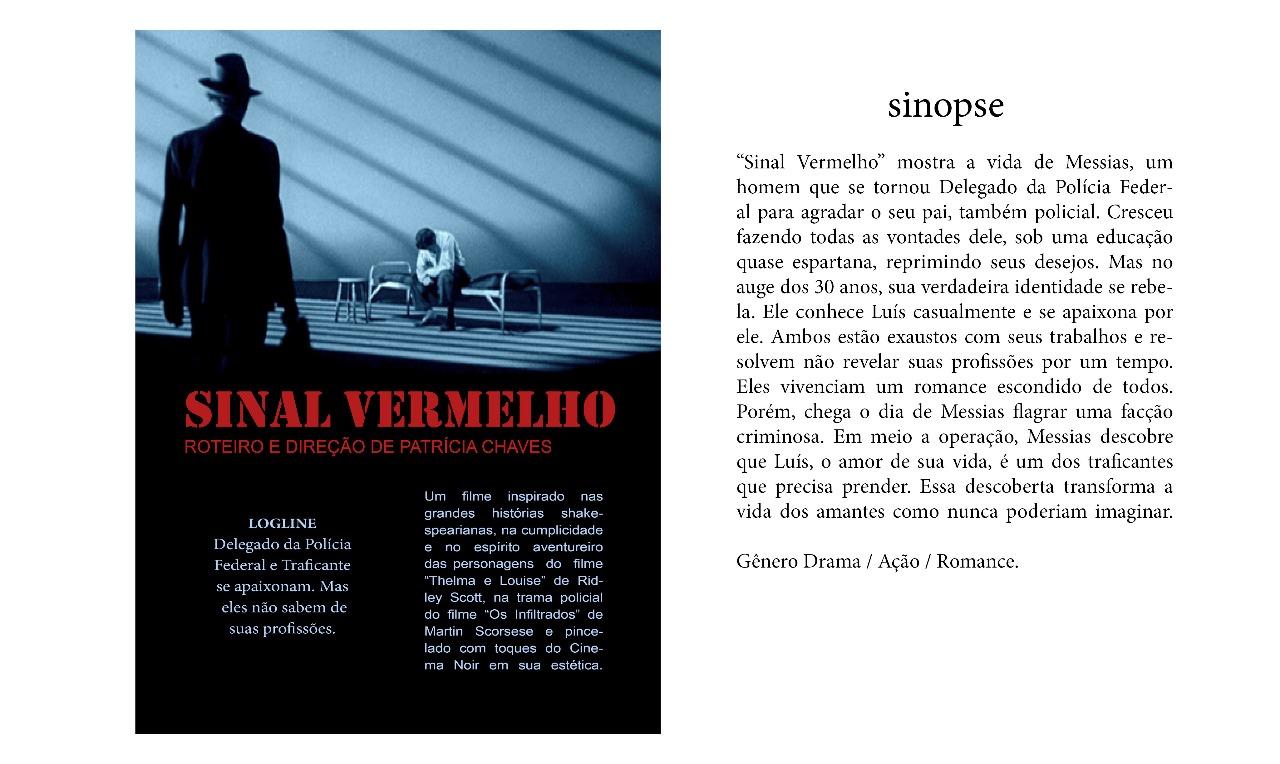 SINAL VERMELHO
ROTEIRO E DIREÇÃO DE PATRÍCIA CHAVES
LOGLINE
Delegado da Polícia
Federal e Traficante
se apaixonam. Mas
eles não sabem de
suas profissões.
Um filme inspirado nas
grandes histórias shake-
spearianas, na cumplicidade
e no espírito aventureiro
das personagens do filme
“Thelma e Louise” de Rid-
ley Scott, na trama policial
do filme “Os Infiltrados” de
Martin Scorsese e pince-
lado com toques do Cine-
ma Noir em sua estética.
sinopse
“Sinal Vermelho” mostra a vida de Messias, um
homem que se tornou Delegado da Polícia Feder-
al para agradar o seu pai, também policial. Cresceu
fazendo todas as vontades dele, sob uma educação
quase espartana, reprimindo seus desejos. Mas no
auge dos 30 anos, sua verdadeira identidade se rebe-
la. Ele conhece Luís casualmente e se apaixona por
ele. Ambos estão exaustos com seus trabalhos e re-
solvem não revelar suas profissões por um tempo.
Eles vivenciam um romance escondido de todos.
Porém, chega o dia de Messias flagrar uma facção
criminosa. Em meio a operação, Messias descobre
que Luís, o amor de sua vida, é um dos traficantes
que precisa prender. Essa descoberta transforma a
vida dos amantes como nunca poderiam imaginar.
Gênero Drama / Ação / Romance.